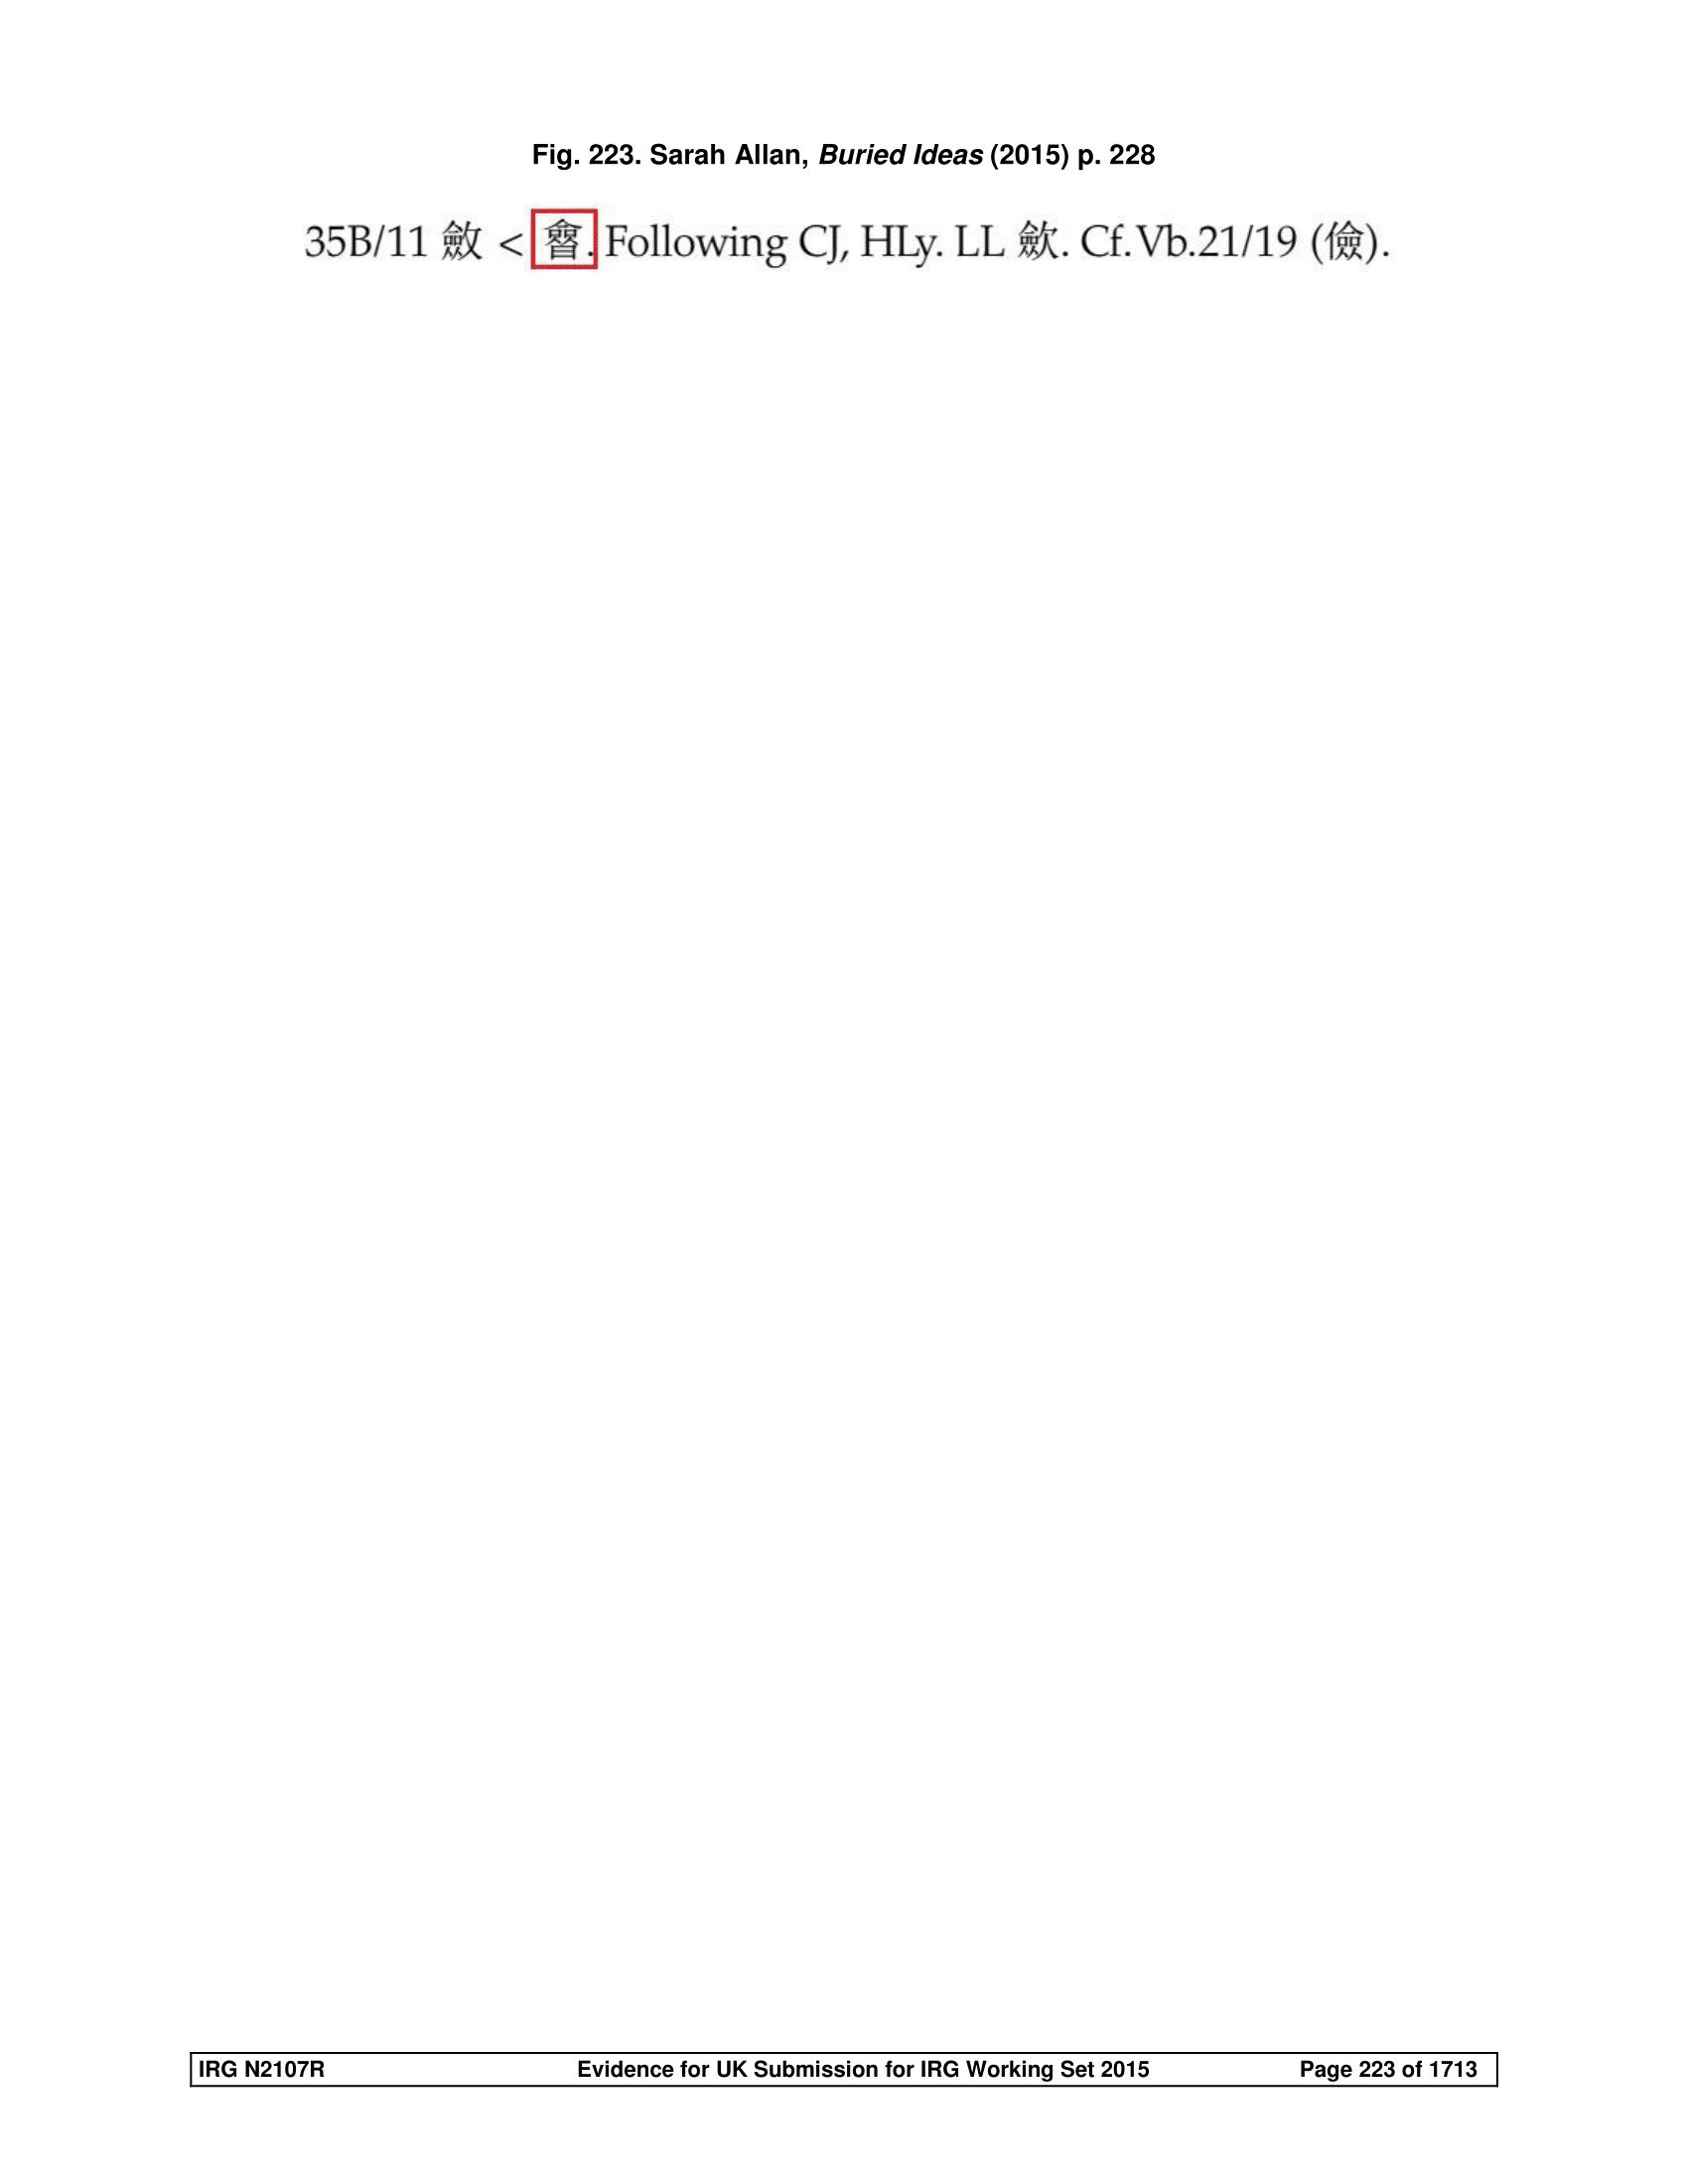 Fig. 223. Sarah Allan, Buried Ideas (2015) p. 228
35B/11 斂 < . Following CJ, HLy. LL 歛. Cf. Vb.21/19 (儉).
IRG N2107R Evidence for UK Submission for IRG Working Set 2015 Page 223 of 1713